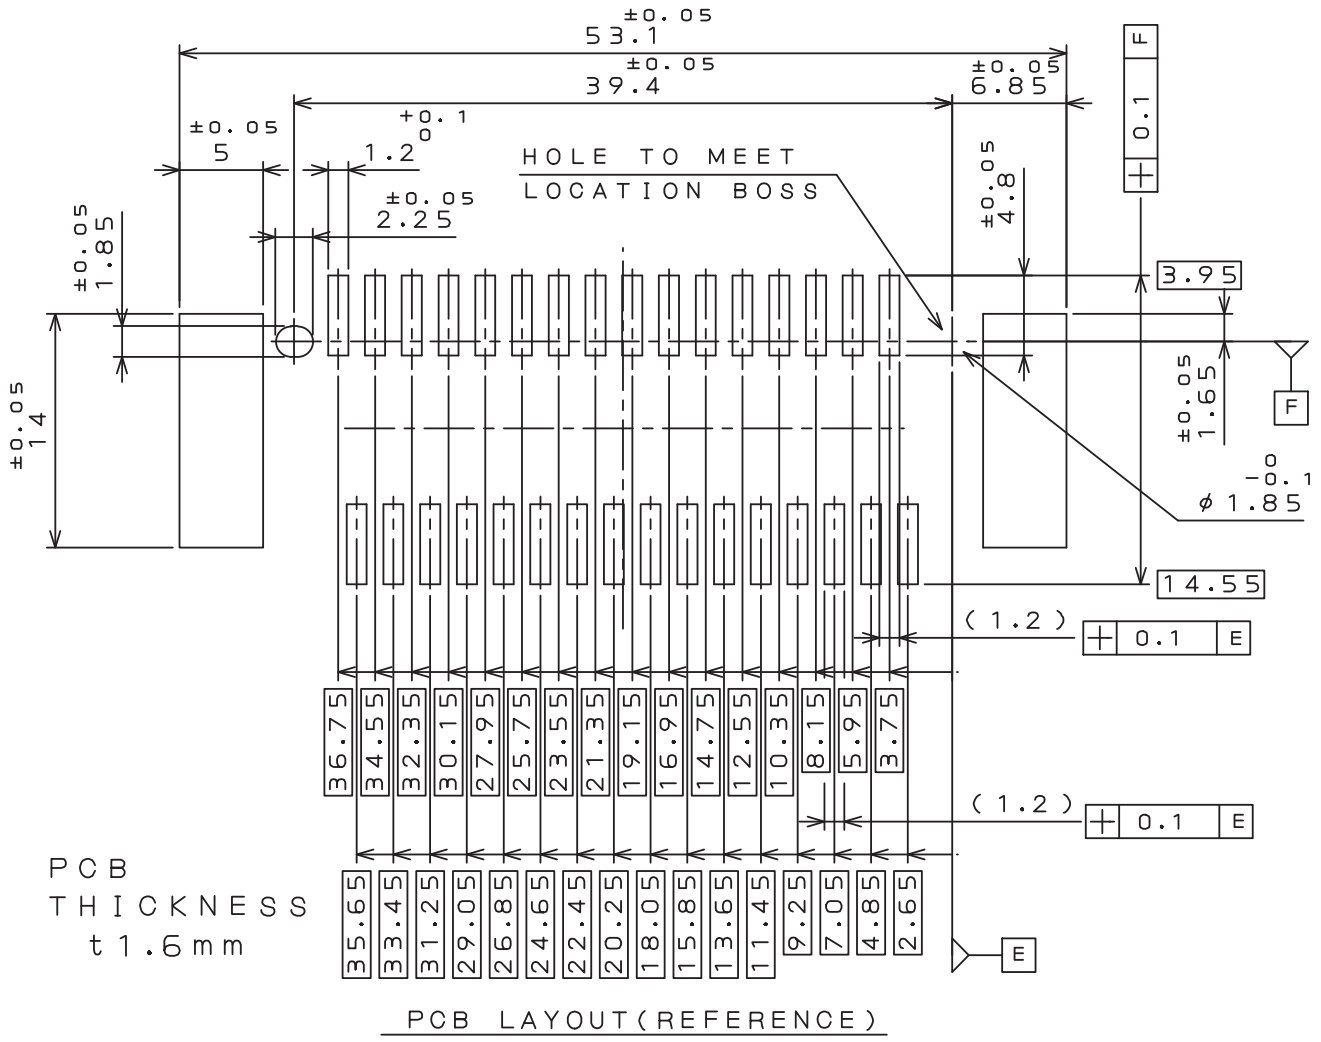 ±0.05
53.1
±0.05
39.4
±0.05
6.85
F
0.1
+0.1
0
1.2
±0.05
5
HOLE TO MEET
LOCATION BOSS
±0.05
2.25
±0.05
4.8
±0.05
1.85
3.95
±0.05
1.65
F
±0.05
14
0
-0.1
φ1.85
14.55
(1.2)
0.1 E
36.75 34.55 32.35 30.15 27.95 25.75 23.55 21.35 19.15 16.95 14.75 12.55 10.35 8.15 5.95 3.75
(1.2)
0.1 E
35.65 33.45 31.25 29.05 26.85 24.65 22.45 20.25 18.05 15.85 13.65 11.45 9.25 7.05 4.85 2.65
PCB
THICKNESS
t1.6mm
E
PCB LAYOUT(REFERENCE)